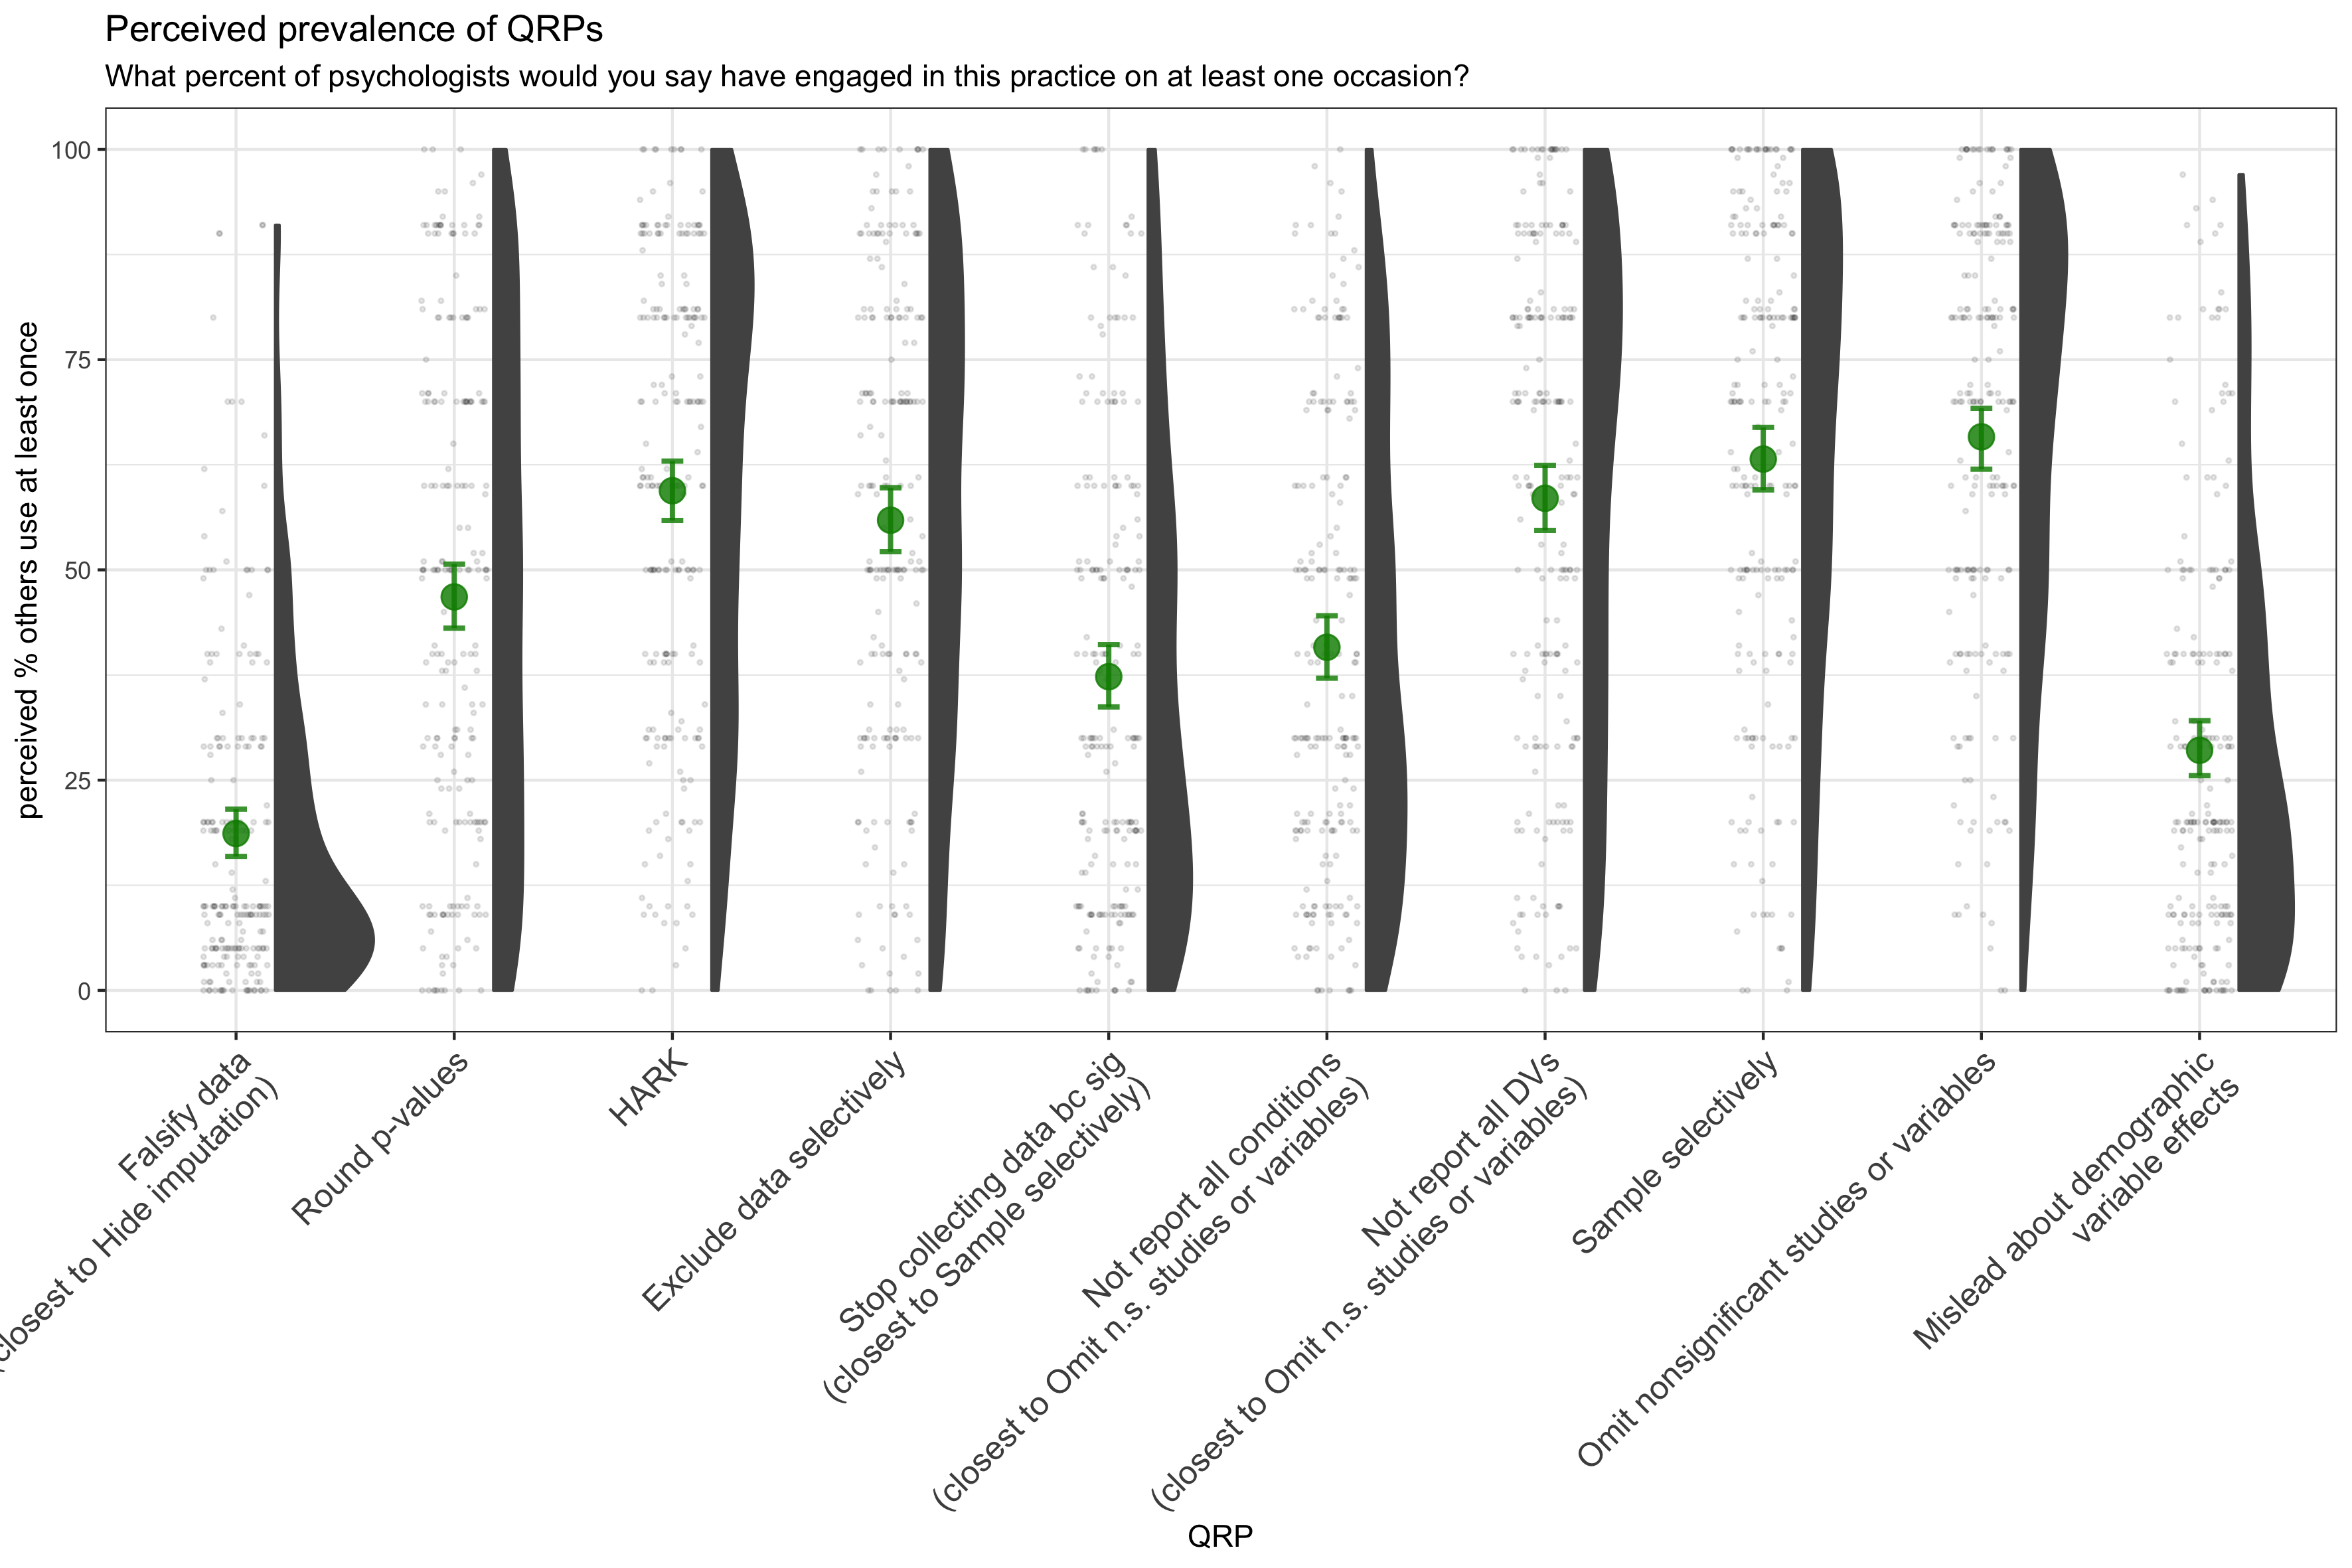 Perceived prevalence of QRPs
What percent of psychologists would you say have engaged in this practice on at least one occasion?
perceived % others use at least once
100
75
50
25
0
Falsify data
closest to Hide imputation)
Round p-values
HARK
Exclude data selectively
Stop collecting data bc sig
(closest to Sample selectively)
Not report all conditions
(closest to Omit n.s. studies or variables)
Not report all DVs
(closest to Omit n.s. studies or variables)
Sample selectively
Omit nonsignificant studies or variables
Mislead about demographic
variable effects
QRP